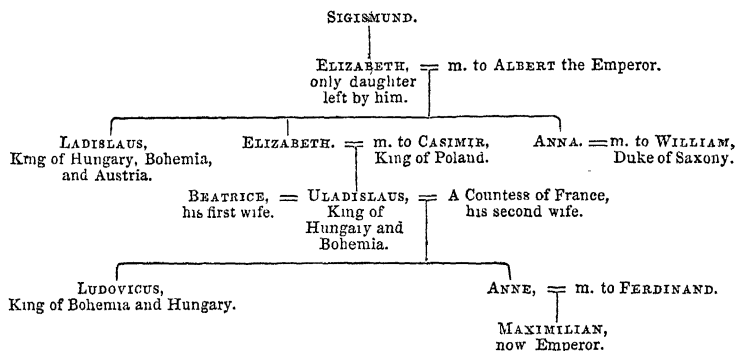 SIGISMUND.
ELIZABETH, = m. to ALBERT the Emperor.
only daughter
left by him.
LADISLAUS,
King of Hungary, Bohemia,
and Austria.
ELIZABETH. = m. to CASIMIR,
King of Poland.
ANNA. = m. to WILLIAM,
Duke of Saxony.
BEATRICE, =
his first wife.
ULADISLAUS, =
King of
Hungary and
Bohemia.
A Countess of France,
his second wife.
LUDOVICUS,
King of Bohemia and Hungary.
ANNE, = m. to FERDINAND.
MAXIMILIAN,
now Emperor.